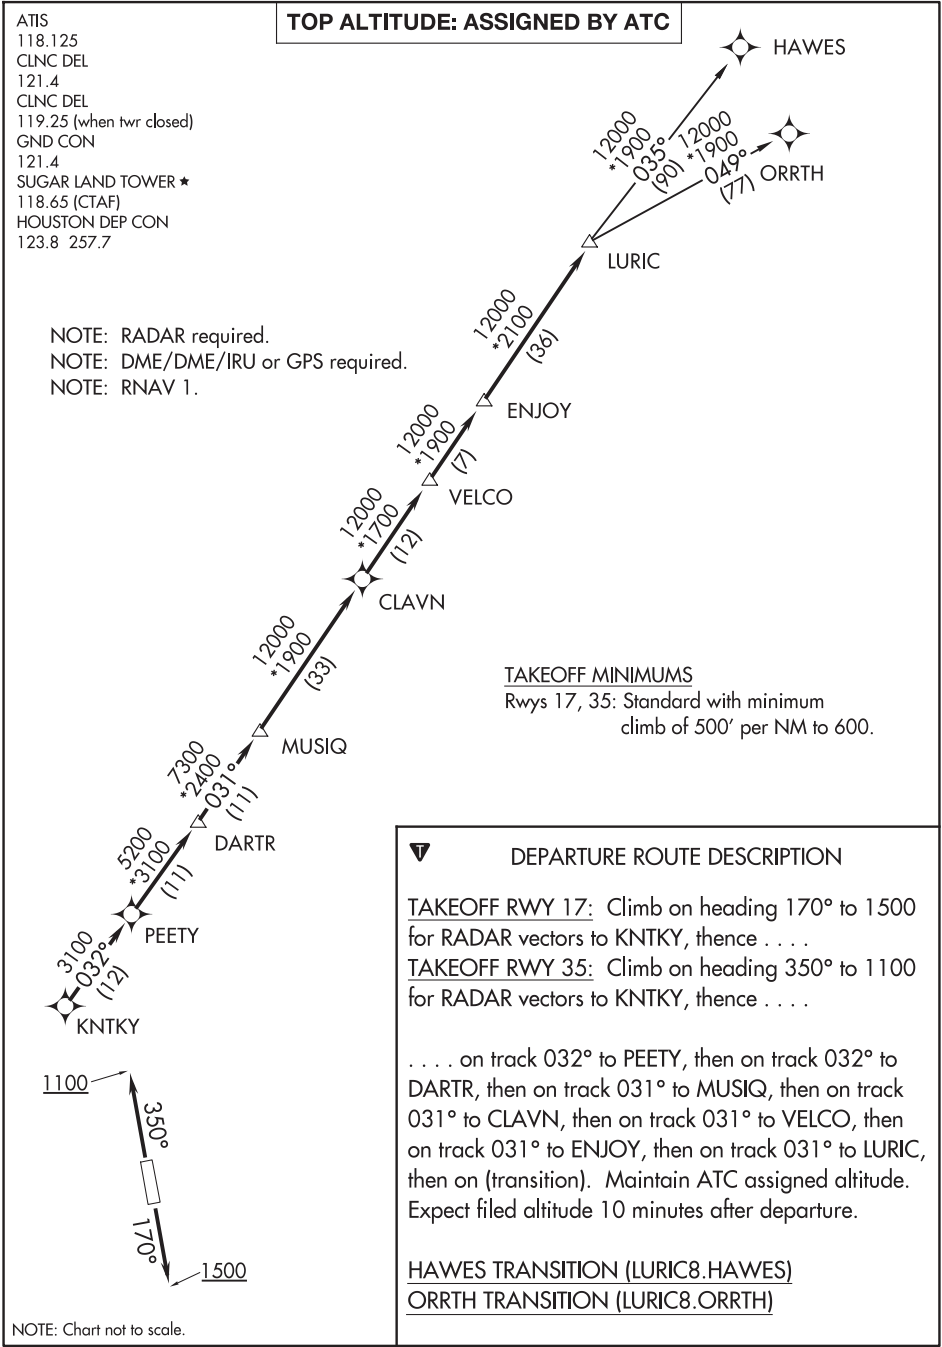 TOP ALTITUDE: ASSIGNED BY ATC
ATIS
118.125
CLNC DEL
121.4
CLNC DEL
119.25 (when twr closed)
GND CON
121.4
SUGAR LAND TOWER ★
118.65 (CTAF)
HOUSTON DEP CON
123.8 257.7
NOTE: RADAR required.
NOTE: DME/DME/IRU or GPS required.
NOTE: RNAV 1.
HAWES
12000
*1900
035°
(90)
ORRTH
12000
*1900
049°
(77)
LURIC
12000
*2100
(36)
ENJOY
12000
*1900
(7)
VELCO
12000
*1700
(12)
CLAVN
12000
*1900
(33)
MUSIQ
7300
*2400
031°
(11)
DARTR
5200
*3100
(11)
PEETY
3100
032°
(12)
KNTKY
1100
350°
170°
1500
NOTE: Chart not to scale.
TAKEOFF MINIMUMS
Rwys 17, 35: Standard with minimum
climb of 500' per NM to 600.
T
DEPARTURE ROUTE DESCRIPTION
TAKEOFF RWY 17: Climb on heading 170° to 1500
for RADAR vectors to KNTKY, thence . . . .
TAKEOFF RWY 35: Climb on heading 350° to 1100
for RADAR vectors to KNTKY, thence . . . .
. . . . on track 032° to PEETY, then on track 032° to
DARTR, then on track 031° to MUSIQ, then on track
031° to CLAVN, then on track 031° to VELCO, then
on track 031° to ENJOY, then on track 031° to LURIC,
then on (transition). Maintain ATC assigned altitude.
Expect filed altitude 10 minutes after departure.
HAWES TRANSITION (LURIC8.HAWES)
ORRTH TRANSITION (LURIC8.ORRTH)